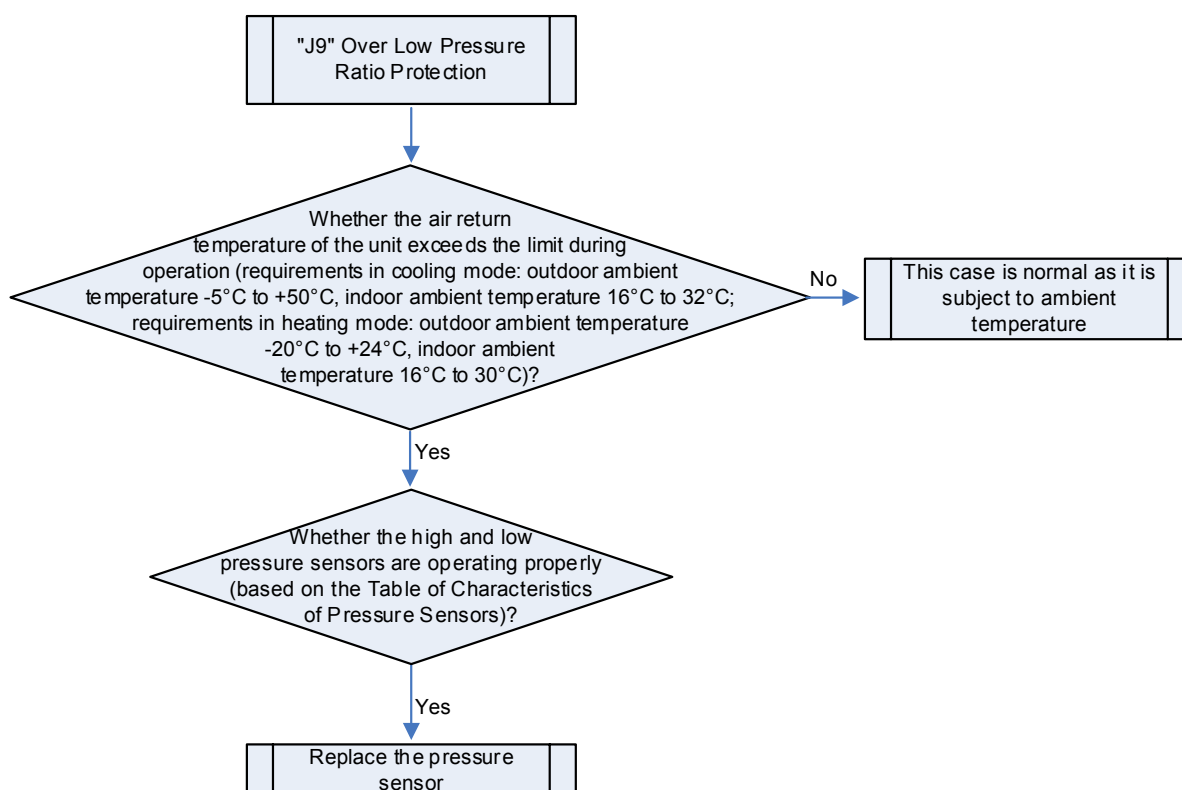 "J9" Over Low Pressure
Ratio Protection
Whether the air return
temperature of the unit exceeds the limit during
operation (requirements in cooling mode: outdoor ambient
temperature -5°C to +50°C, indoor ambient temperature 16°C to 32°C;
requirements in heating mode: outdoor ambient temperature
-20°C to +24°C, indoor ambient
temperature 16°C to 30°C)?
No
This case is normal as it is
subject to ambient
temperature
Yes
Whether the high and low
pressure sensors are operating properly
(based on the Table of Characteristics
of Pressure Sensors)?
Yes
Replace the pressure
sensor